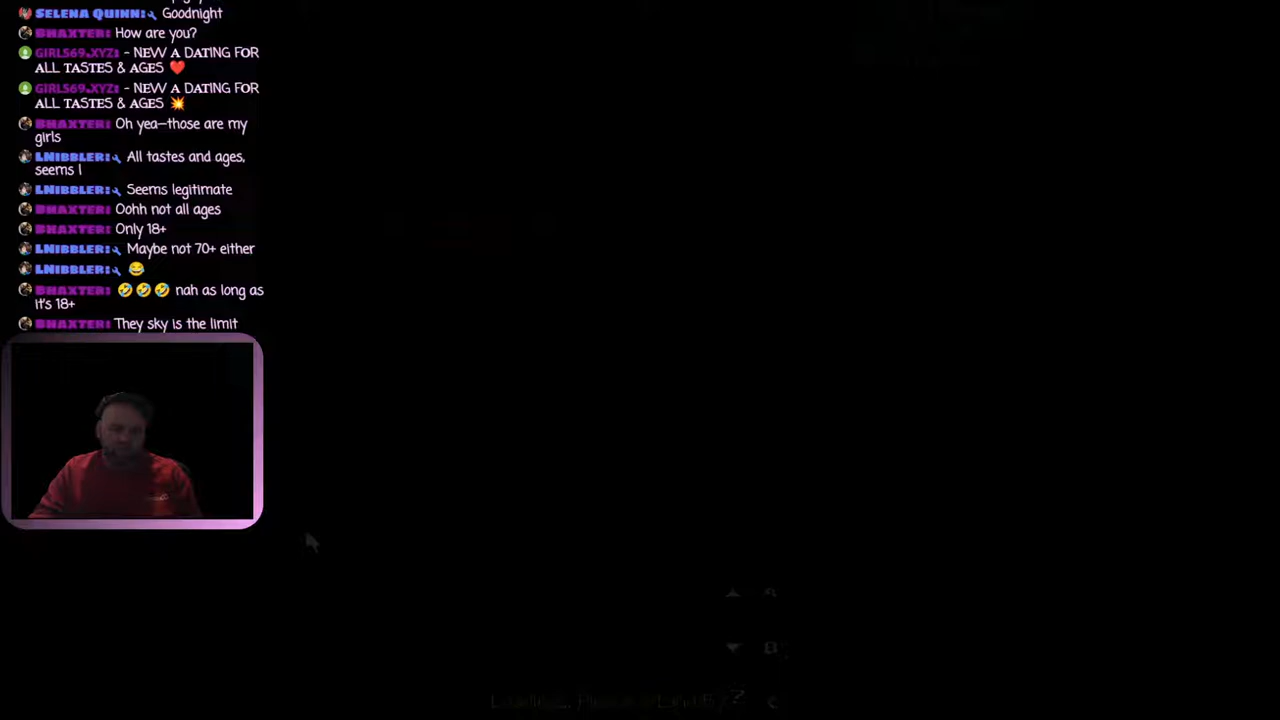 Selena Quinn: Goodnight
Bhaxter: How are you?
GIRLS69.XYZ: - NEW A DATING FOR
ALL TASTES & AGES ❤️
GIRLS69.XYZ: - NEW A DATING FOR
ALL TASTES & AGES 💥
Bhaxter: Oh yea—those are my
girls
LNibbler: All tastes and ages,
seems l
LNibbler: Seems legitimate
Bhaxter: Oohh not all ages
Bhaxter: Only 18+
LNibbler: Maybe not 70+ either
LNibbler: 😂
Bhaxter: 🤣 🤣 🤣 nah as long as
it's 18+
Bhaxter: They sky is the limit